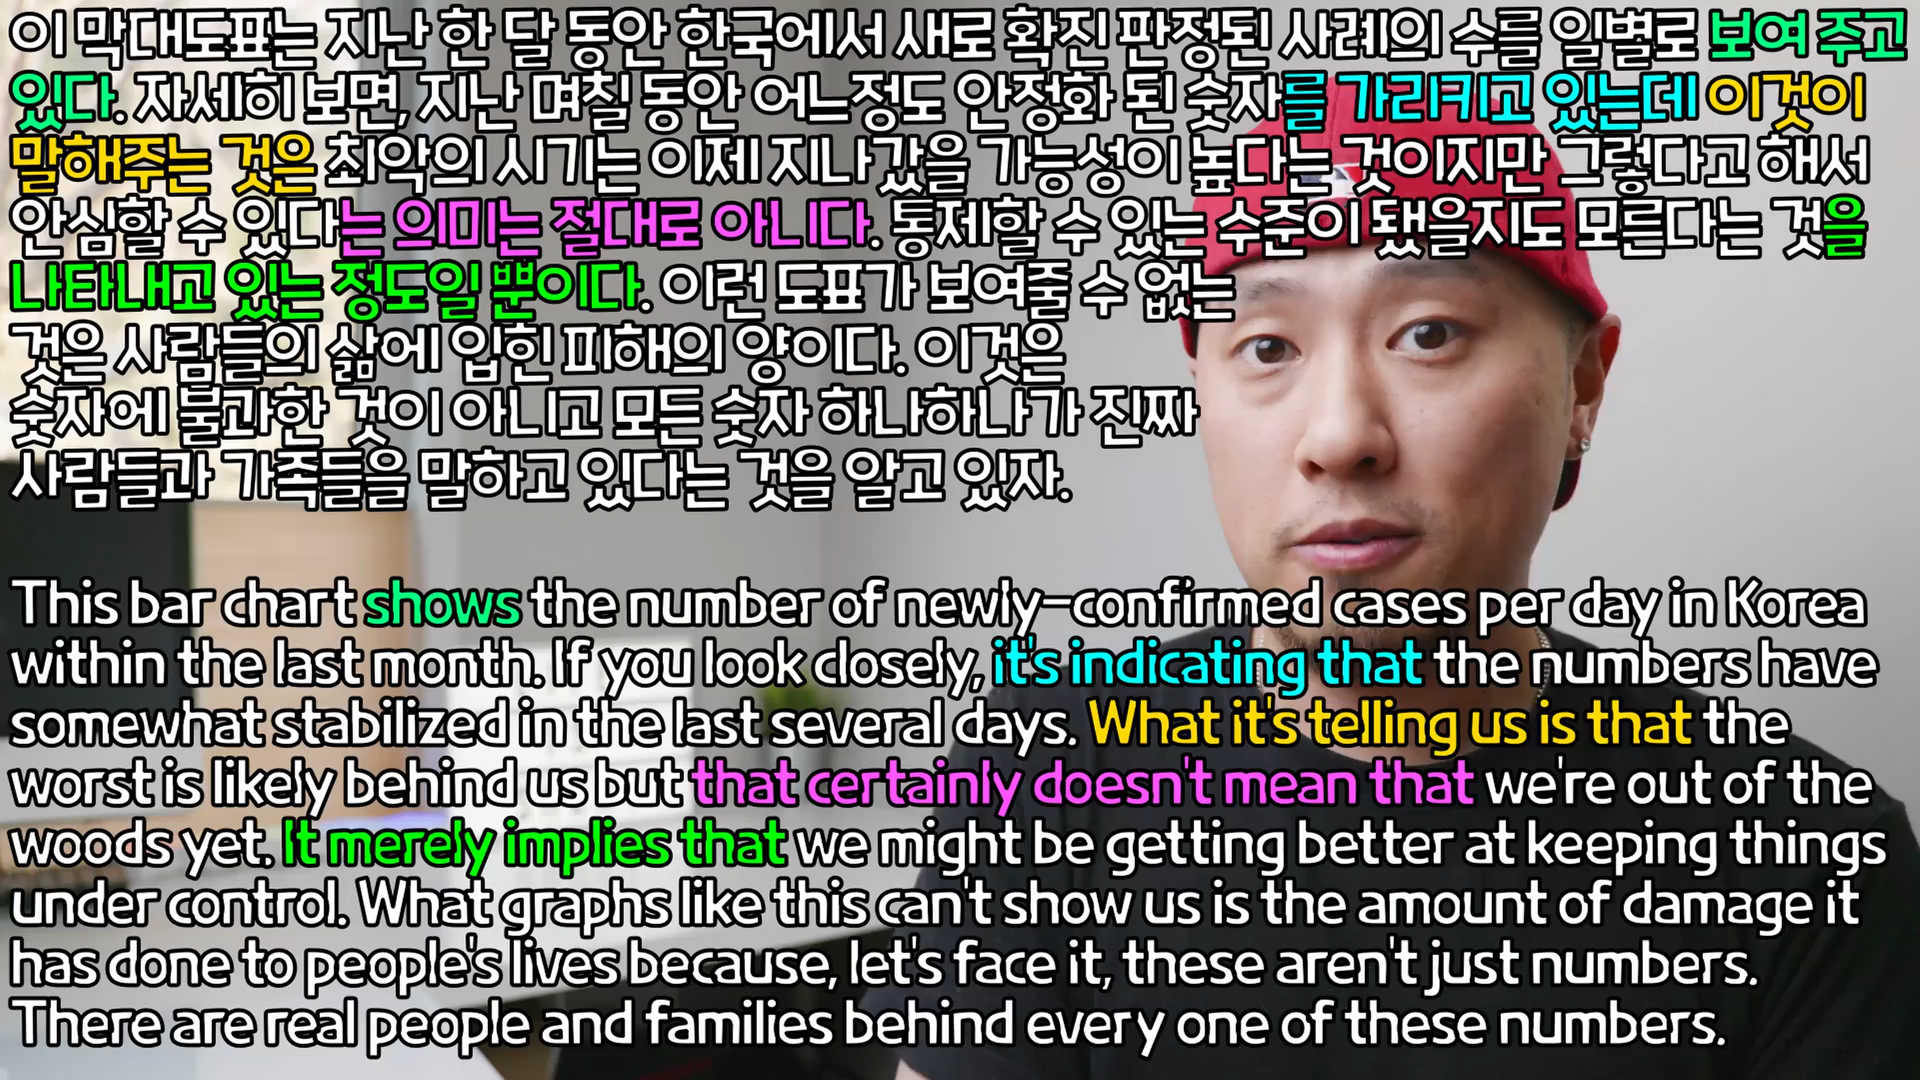 이 막대도표는 지난 한 달 동안 한국에서 새로 확진 판정된 사례의 수를 일별로 보여 주고
있다. 자세히 보면, 지난 며칠 동안 어느정도 안정화 된 숫자를 가리키고 있는데 이것이
말해주는 것은 최악의 시기는 이제 지나갔을 가능성이 높다는 것이지만 그렇다고 해서
안심할 수 있다는 의미는 절대로 아니다. 통제할 수 있는 수준이 됐을지도 모른다는 것을
나타내고 있는 정도일 뿐이다. 이런 도표가 보여줄 수 없는
것은 사람들의 삶에 입힌 피해의 양이다. 이것은
숫자에 불과한 것이 아니고 모든 숫자 하나하나가 진짜
사람들과 가족들을 말하고 있다는 것을 알고 있자.
This bar chart shows the number of newly-confirmed cases per day in Korea
within the last month. If you look closely, it's indicating that the numbers have
somewhat stabilized in the last several days. What it's telling us is that the
worst is likely behind us but that certainly doesn't mean that we're out of the
woods yet. It merely implies that we might be getting better at keeping things
under control. What graphs like this can't show us is the amount of damage it
has done to people's lives because, let's face it, these aren't just numbers.
There are real people and families behind every one of these numbers.